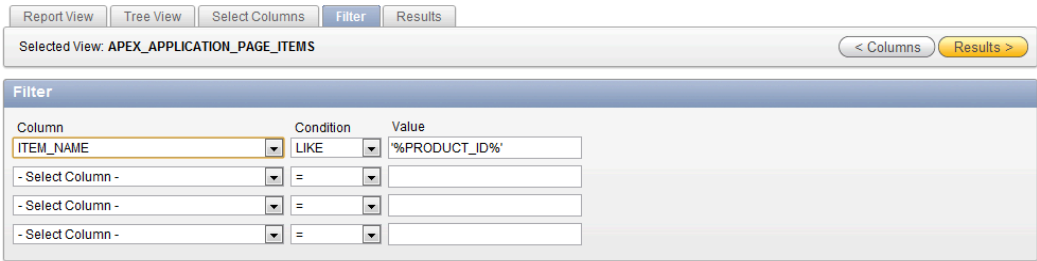 Report View Tree View Select Columns Filter Results
Selected View: APEX_APPLICATION_PAGE_ITEMS < Columns Results >
Filter
Column Condition Value
ITEM_NAME LIKE '%PRODUCT_ID%'
- Select Column - =
- Select Column - =
- Select Column - =